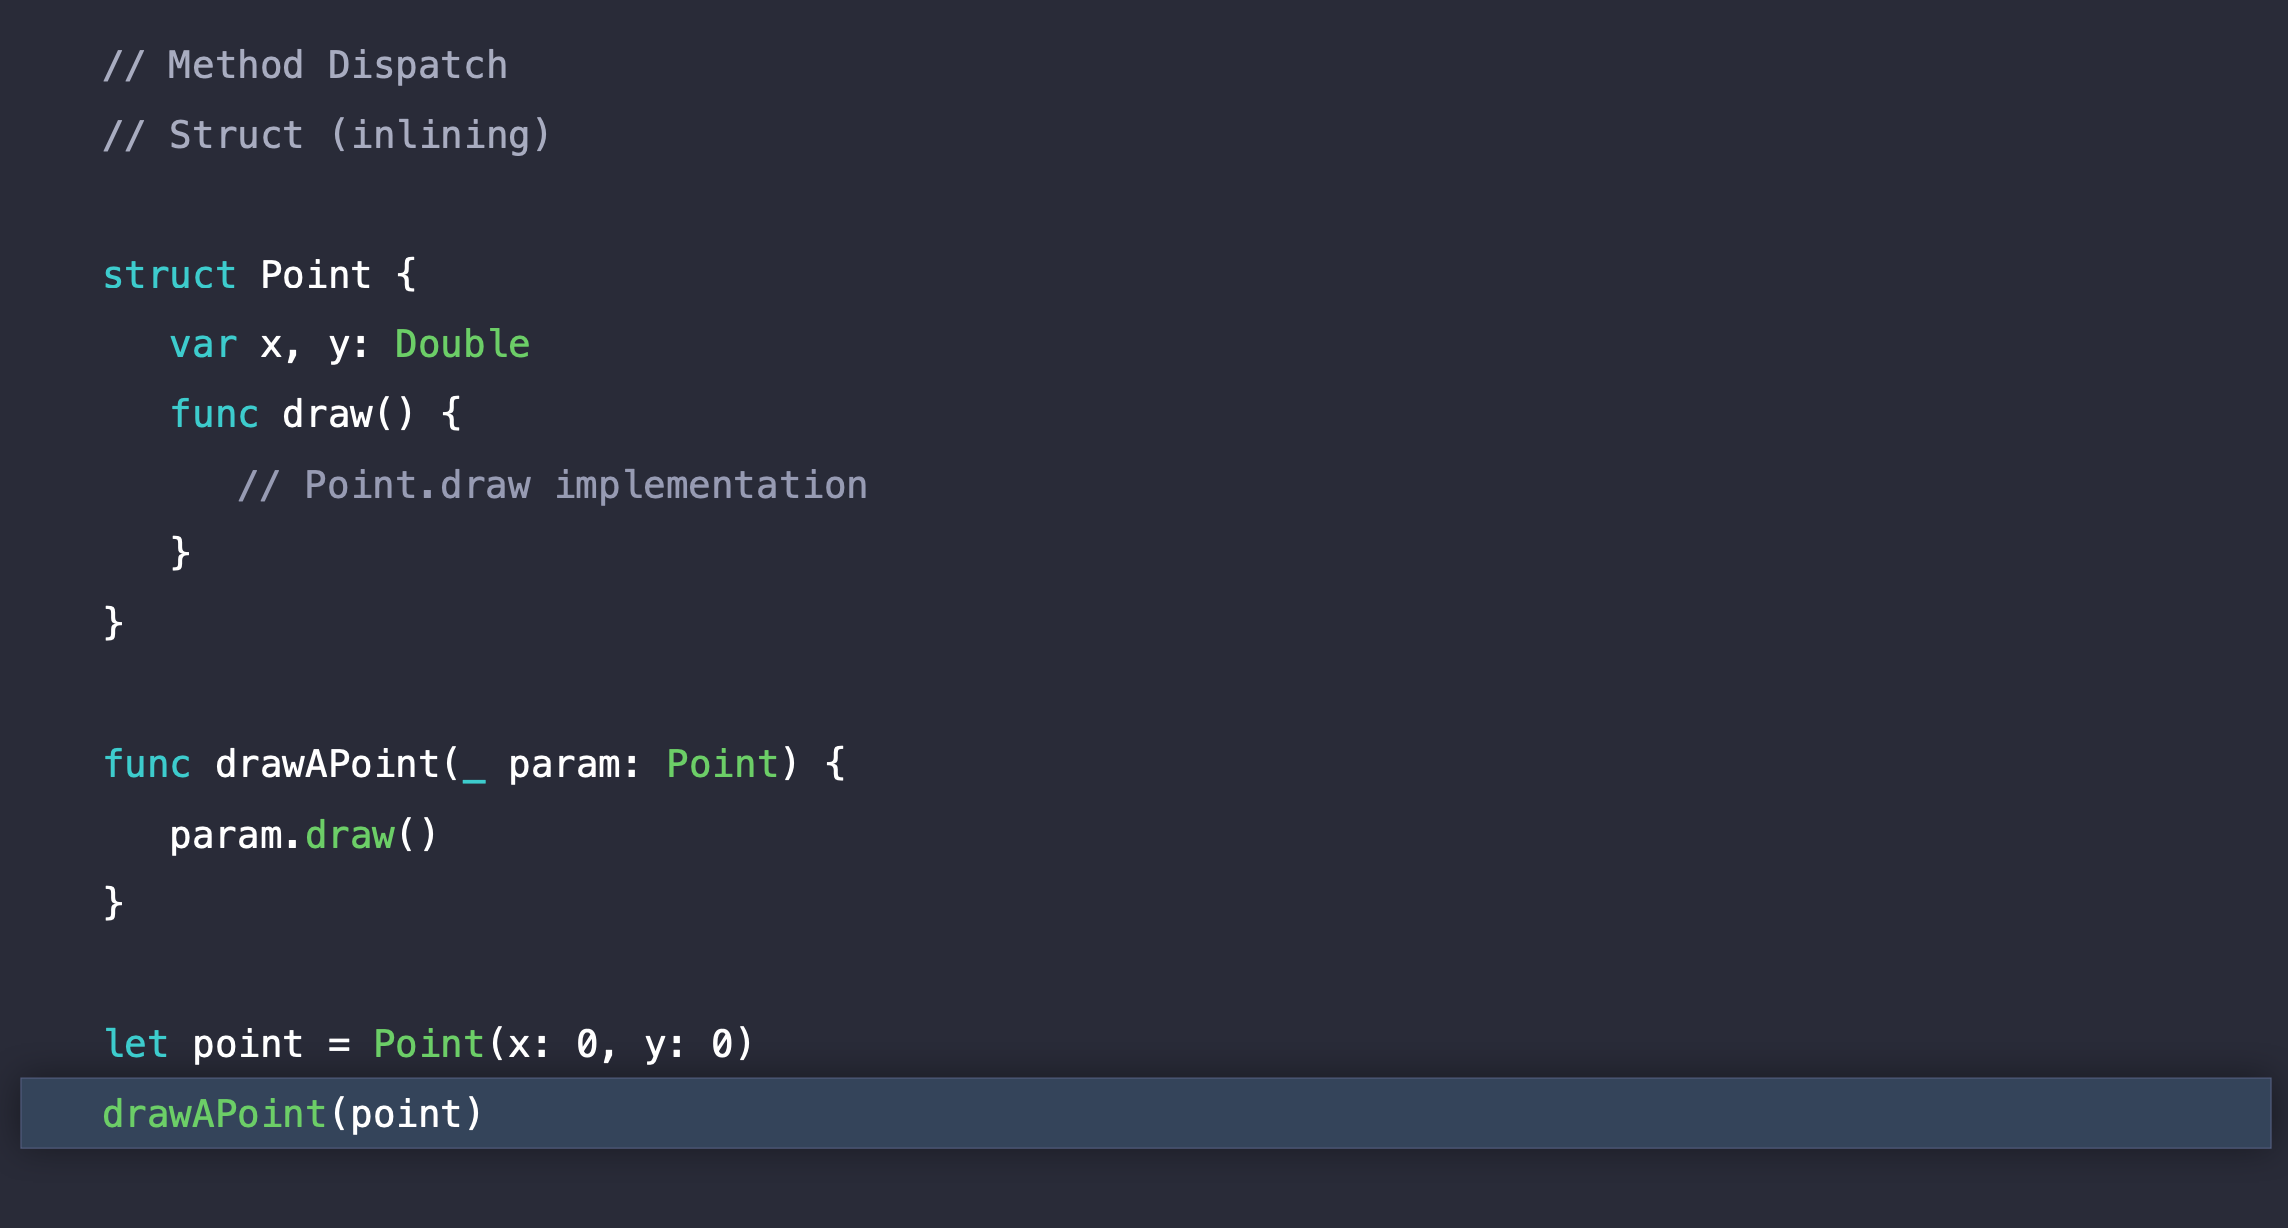 // Method Dispatch
// Struct (inlining)
struct Point {
   var x, y: Double
   func draw() {
      // Point.draw implementation
   }
}
func drawAPoint(_ param: Point) {
   param.draw()
}
let point = Point(x: 0, y: 0)
drawAPoint(point)